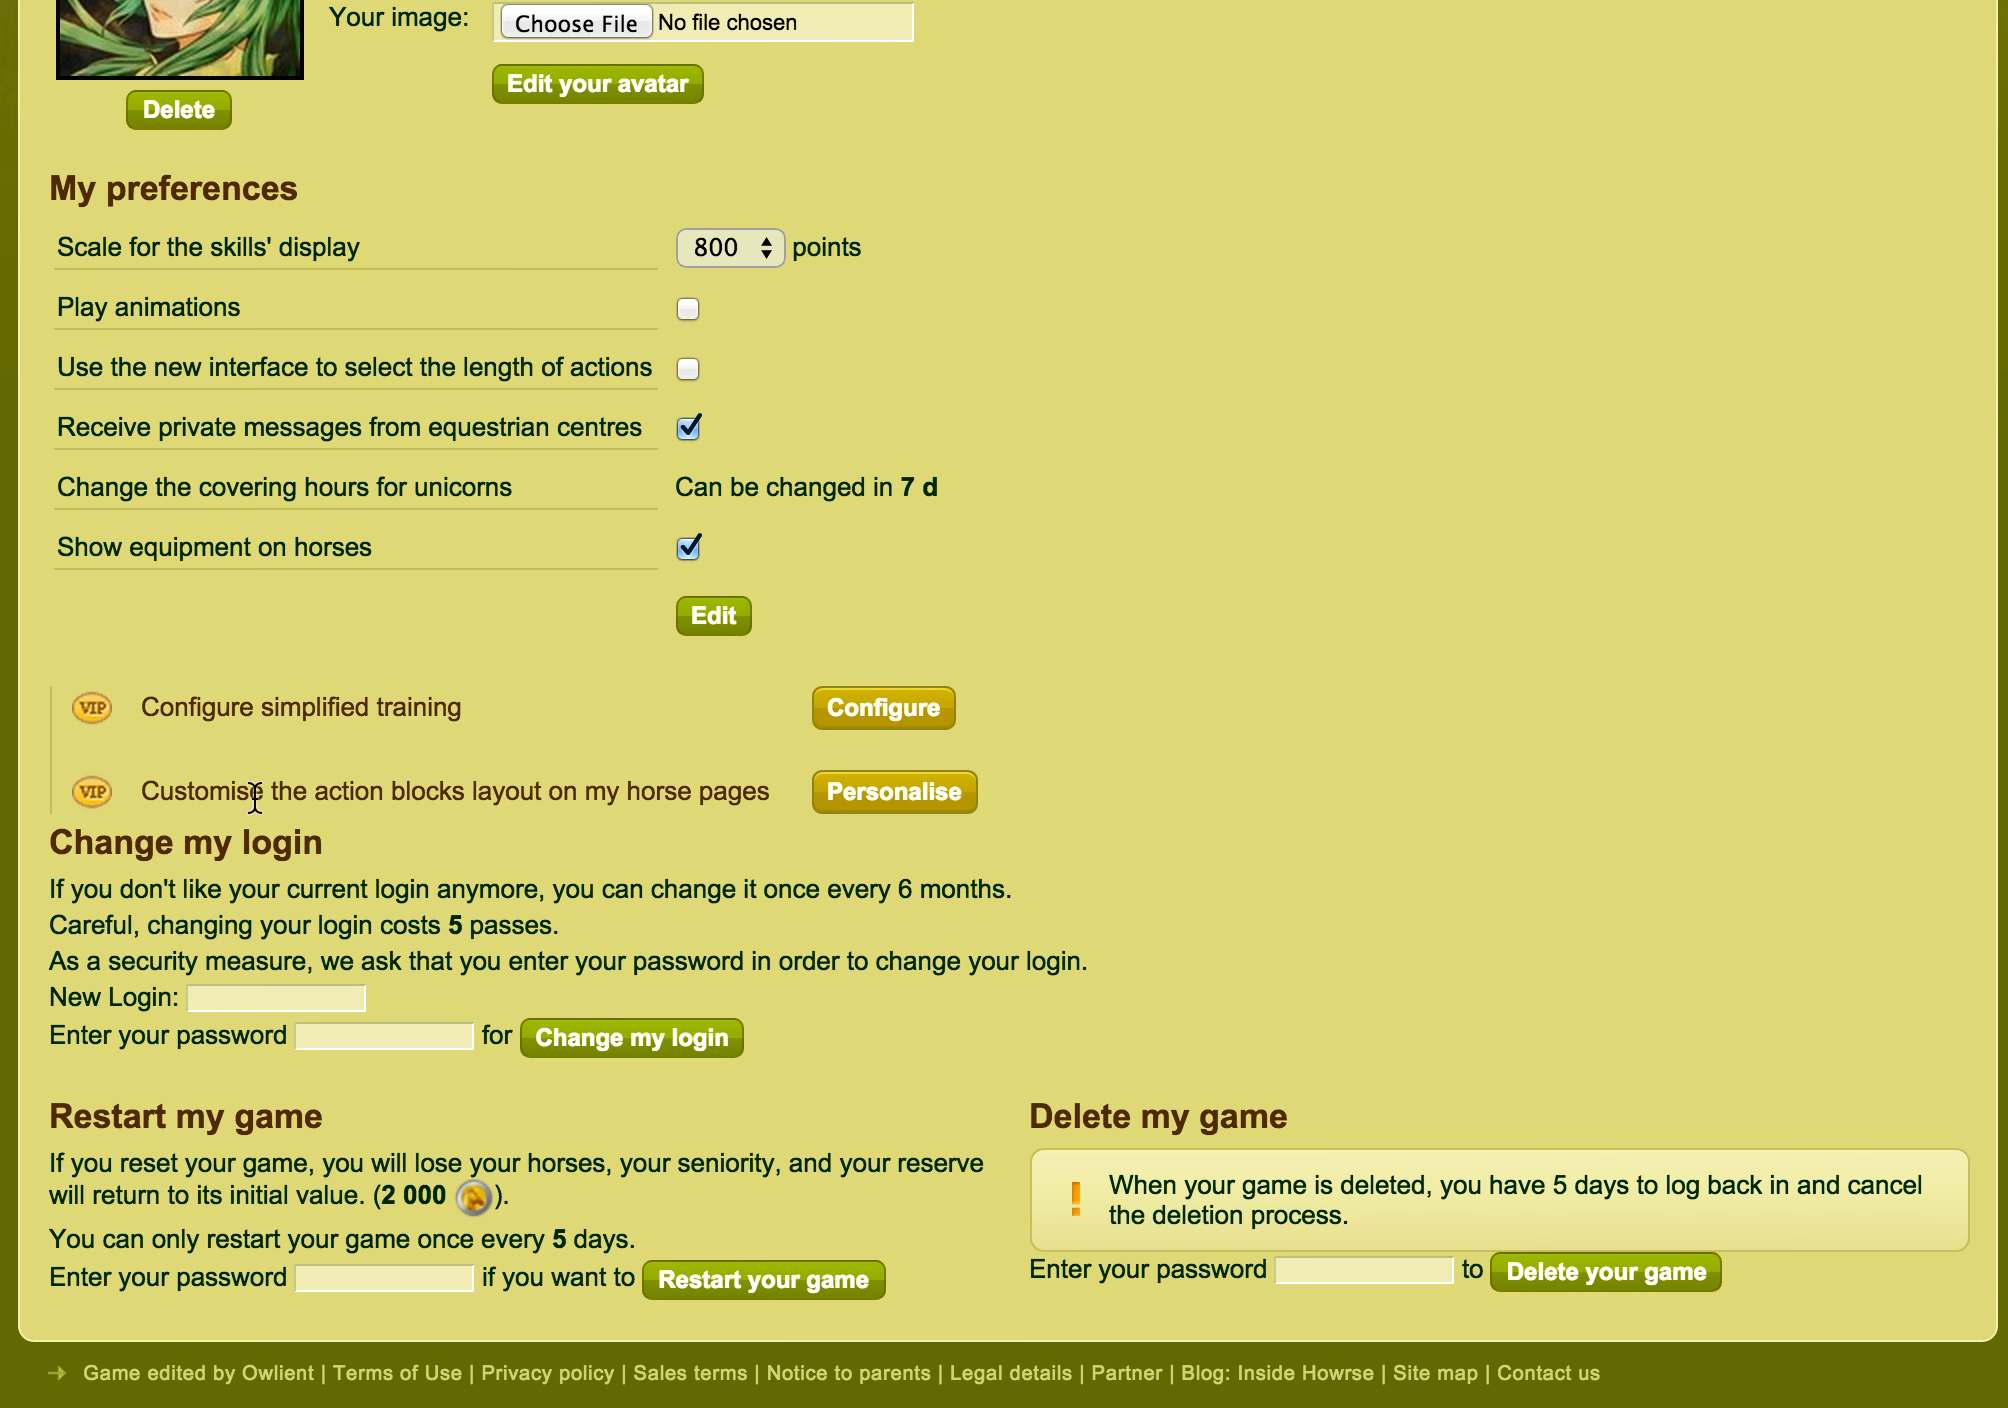 Your image: Choose File No file chosen
Edit your avatar
Delete
My preferences
Scale for the skills' display 800 points
Play animations
Use the new interface to select the length of actions
Receive private messages from equestrian centres
Change the covering hours for unicorns Can be changed in 7 d
Show equipment on horses
Edit
VIP Configure simplified training Configure
VIP Customise the action blocks layout on my horse pages Personalise
Change my login
If you don't like your current login anymore, you can change it once every 6 months.
Careful, changing your login costs 5 passes.
As a security measure, we ask that you enter your password in order to change your login.
New Login:
Enter your password for Change my login
Restart my game
If you reset your game, you will lose your horses, your seniority, and your reserve
will return to its initial value. (2 000 ).
You can only restart your game once every 5 days.
Enter your password if you want to Restart your game
Delete my game
! When your game is deleted, you have 5 days to log back in and cancel
the deletion process.
Enter your password to Delete your game
Game edited by Owlient | Terms of Use | Privacy policy | Sales terms | Notice to parents | Legal details | Partner | Blog: Inside Howrse | Site map | Contact us